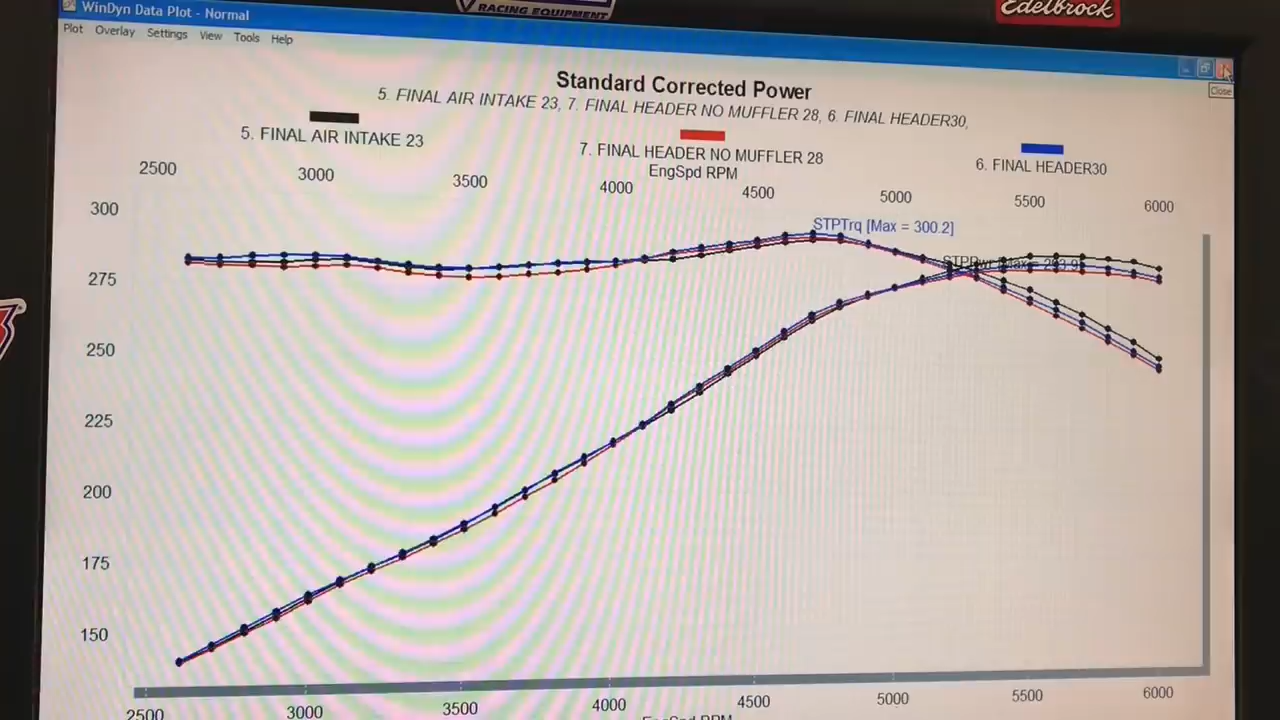 RACING EQUIPMENT
Edelbrock
WinDyn Data Plot - Normal
Plot Overlay Settings View Tools Help
Close
Standard Corrected Power
5. FINAL AIR INTAKE 23, 7. FINAL HEADER NO MUFFLER 28, 6. FINAL HEADER30,
5. FINAL AIR INTAKE 23
7. FINAL HEADER NO MUFFLER 28
6. FINAL HEADER30
EngSpd RPM
2500 3000 3500 4000 4500 5000 5500 6000
300
STPTrq [Max = 300.2]
275
250
225
200
175
150
2500 3000 3500 4000 4500 5000 5500 6000
EngSpd RPM